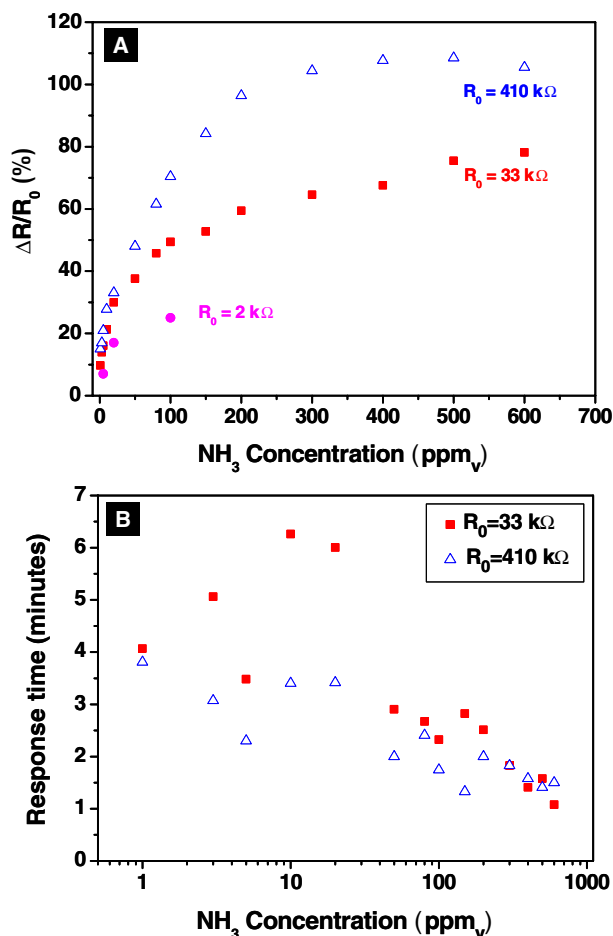 A
120
100
80
60
40
20
0
ΔR/R₀ (%)
R₀ = 410 kΩ
R₀ = 33 kΩ
R₀ = 2 kΩ
0 100 200 300 400 500 600 700
NH₃ Concentration (ppmᵥ)
B
7
6
5
4
3
2
1
0
Response time (minutes)
R₀=33 kΩ
R₀=410 kΩ
1 10 100 1000
NH₃ Concentration (ppmᵥ)